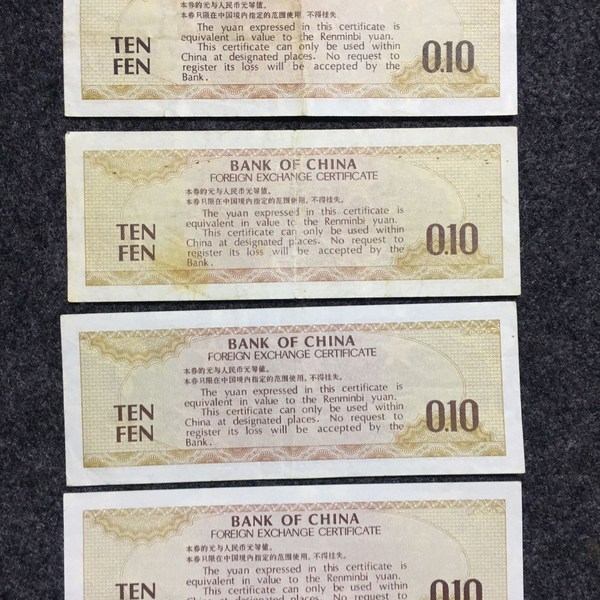 本券的元与人民币元等值。
本券只限在中国境内指定的范围使用,不得挂失。
The yuan expressed in this certificate is
equivalent in value to the Renminbi yuan.
This certificate can only be used within
China at designated places. No request to
register its loss will be accepted by the
Bank.
TEN
FEN
0.10
BANK OF CHINA
FOREIGN EXCHANGE CERTIFICATE
本券的元与人民币元等值。
本券只限在中国境内指定的范围使用,不得挂失。
The yuan expressed in this certificate is
equivalent in value to the Renminbi yuan.
This certificate can only be used within
China at designated places. No request to
register its loss will be accepted by the
Bank.
TEN
FEN
0.10
BANK OF CHINA
FOREIGN EXCHANGE CERTIFICATE
本券的元与人民币元等值。
本券只限在中国境内指定的范围使用,不得挂失。
The yuan expressed in this certificate is
equivalent in value to the Renminbi yuan.
This certificate can only be used within
China at designated places. No request to
register its loss will be accepted by the
Bank.
TEN
FEN
0.10
BANK OF CHINA
FOREIGN EXCHANGE CERTIFICATE
本券的元与人民币元等值。
本券只限在中国境内指定的范围使用,不得挂失。
The yuan expressed in this certificate is
equivalent in value to the Renminbi yuan.
This certificate can only be used within
China at designated places. No request to
TEN
0.10